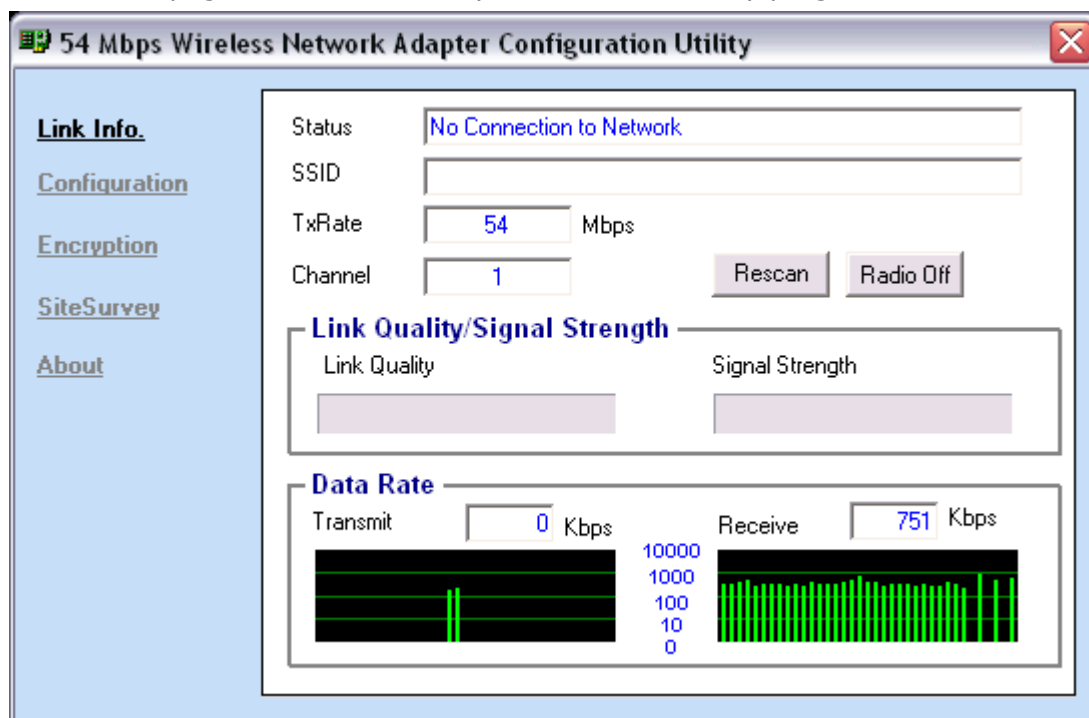 54 Mbps Wireless Network Adapter Configuration Utility
Link Info.
Configuration
Encryption
SiteSurvey
About
Status No Connection to Network
SSID
TxRate 54 Mbps
Channel 1 Rescan Radio Off
Link Quality/Signal Strength
Link Quality Signal Strength
Data Rate
Transmit 0 Kbps Receive 751 Kbps
10000
1000
100
10
0